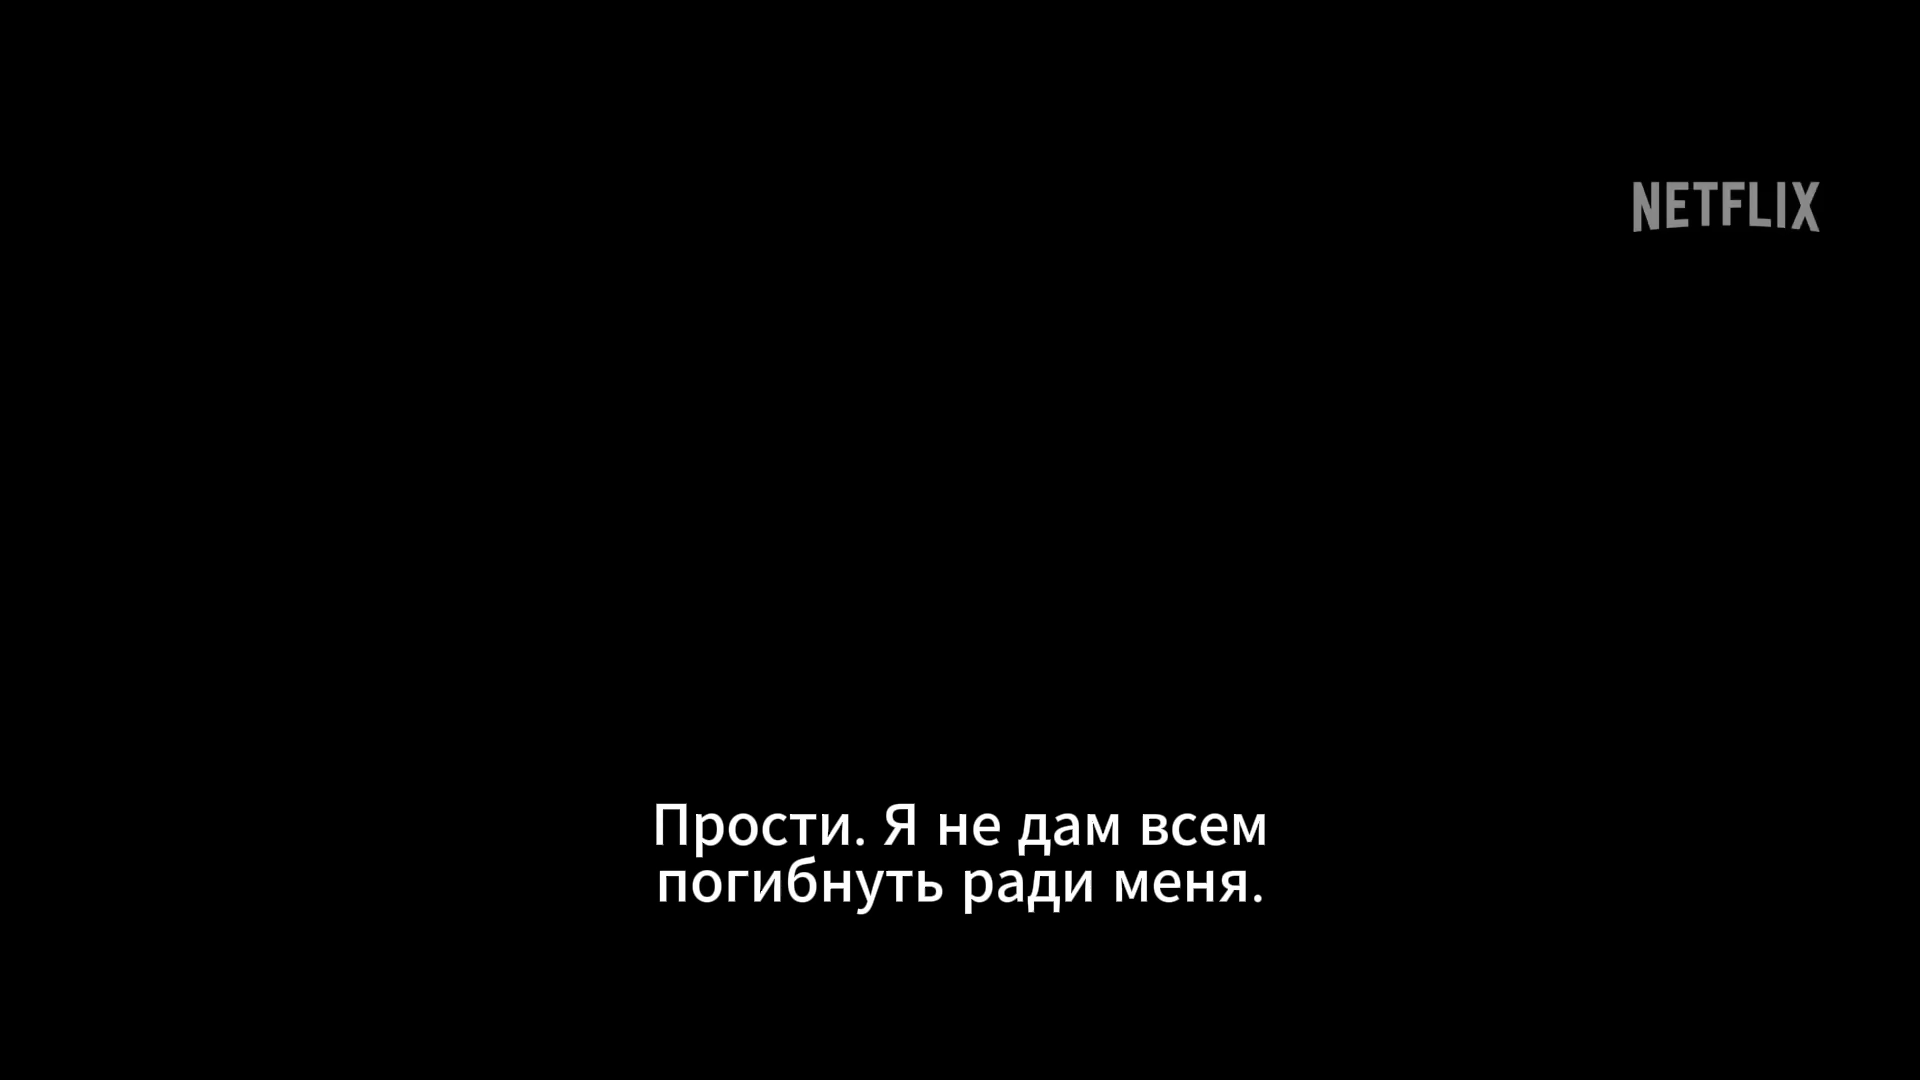 NETFLIX
Прости. Я не дам всем
погибнуть ради меня.